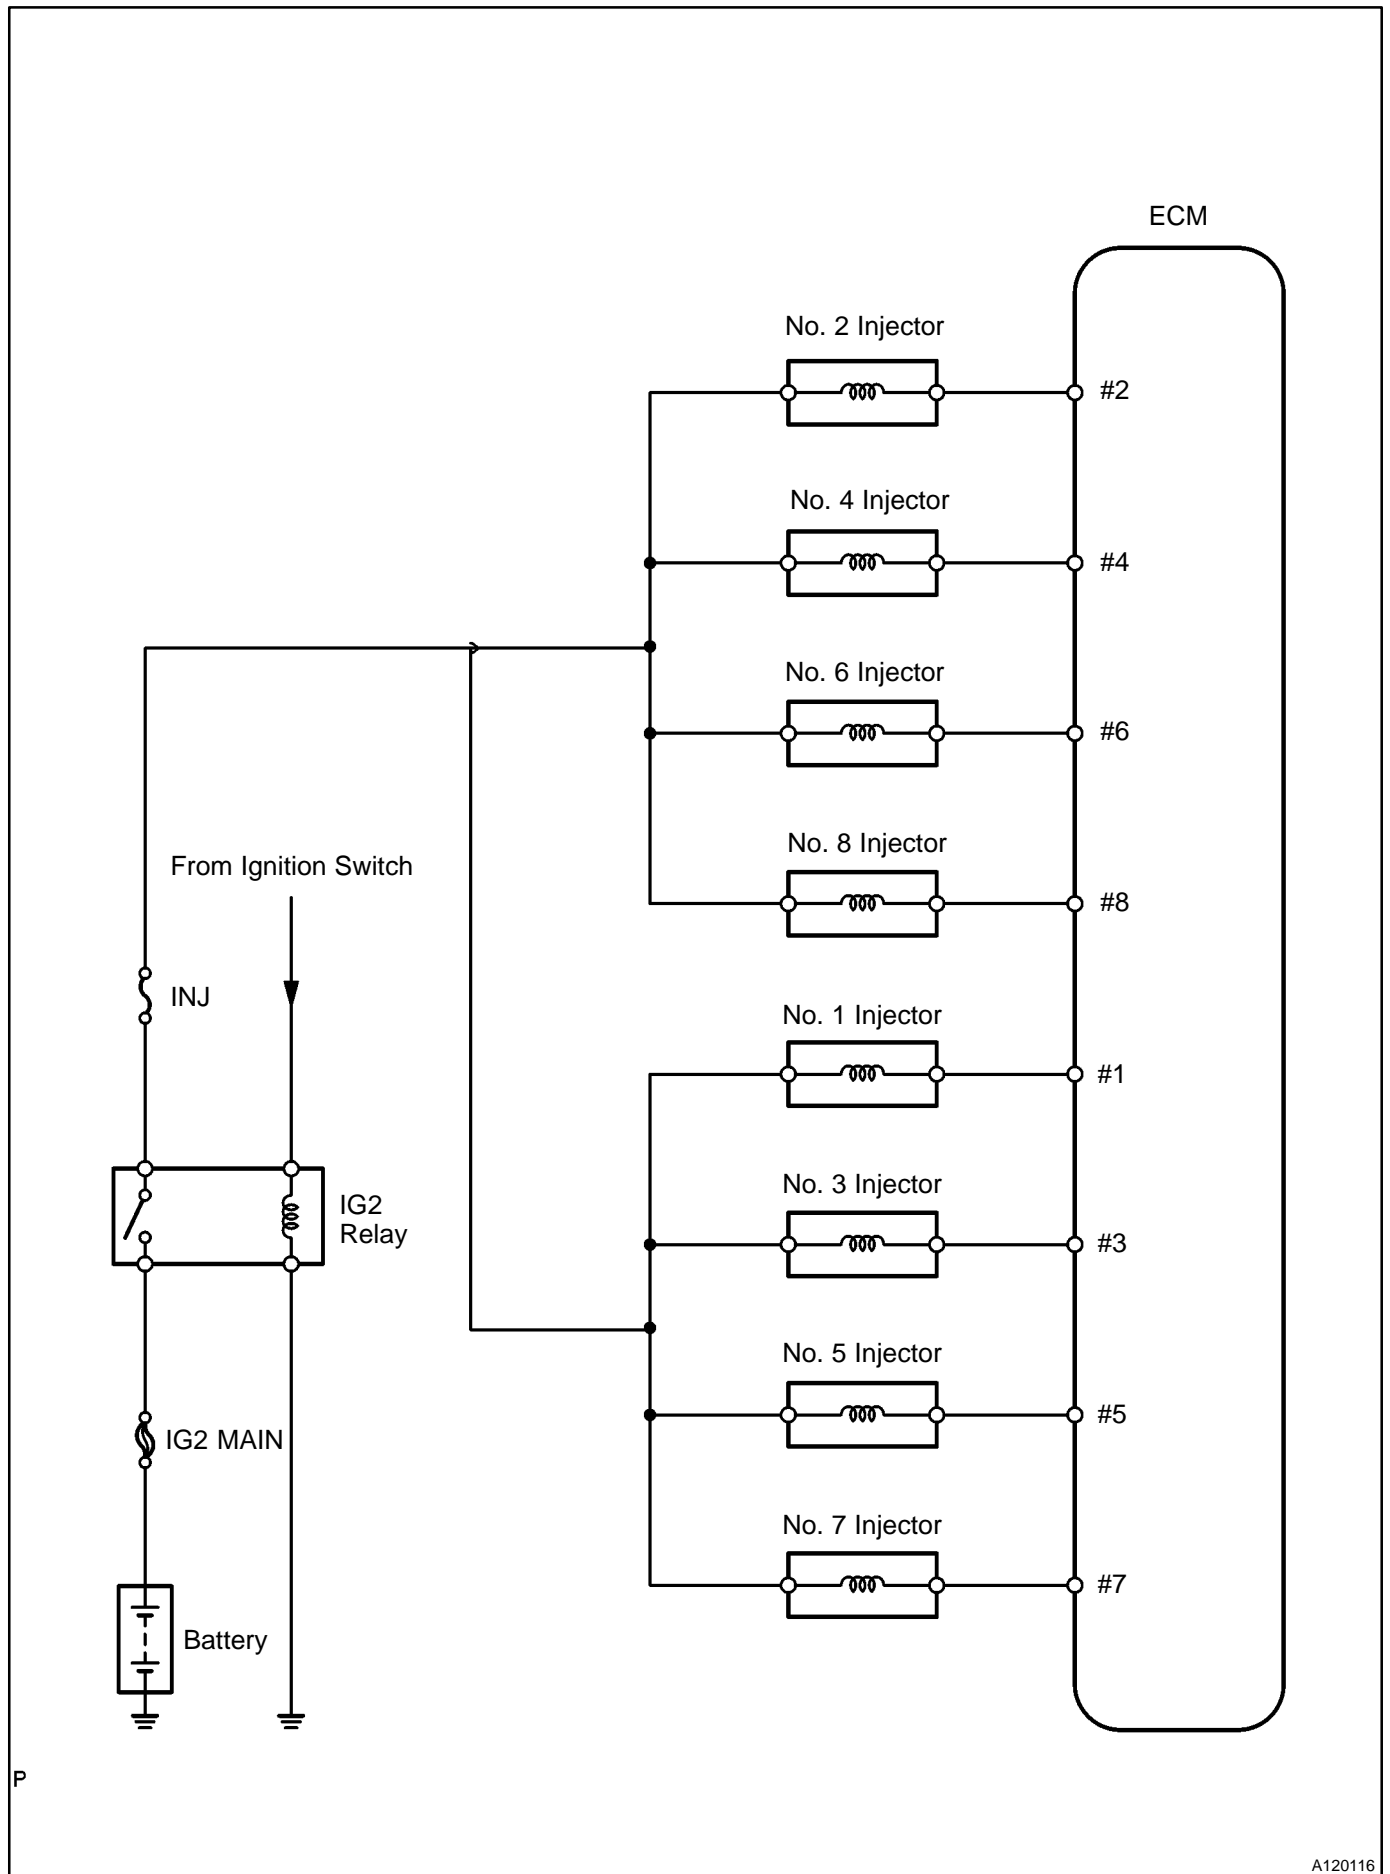 ECM
No. 2 Injector
#2
No. 4 Injector
#4
No. 6 Injector
#6
No. 8 Injector
#8
From Ignition Switch
INJ
No. 1 Injector
#1
No. 3 Injector
#3
IG2
Relay
No. 5 Injector
#5
IG2 MAIN
No. 7 Injector
#7
Battery
P
A120116